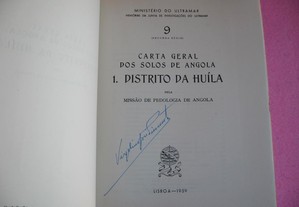 MINISTÉRIO DO ULTRAMAR
9
CARTA GERAL
DOS SOLOS DE ANGOLA
1. DISTRITO DA HUÍLA
PELA
MISSÃO DE PEDOLOGIA DE ANGOLA
LISBOA—1959